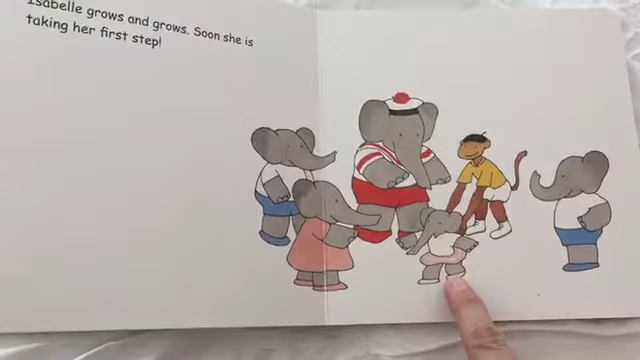 Isabelle grows and grows. Soon she is
taking her first step!